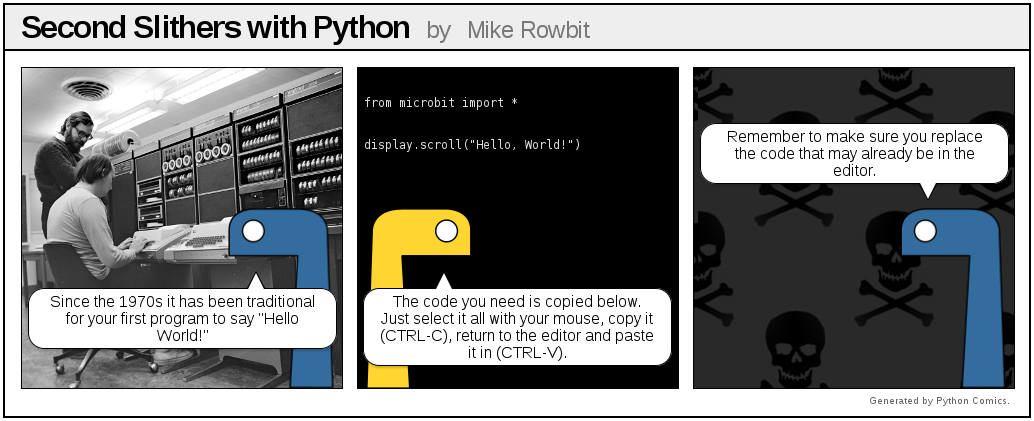 Second Slithers with Python by Mike Rowbit
Since the 1970s it has been traditional
for your first program to say "Hello
World!"
from microbit import *
display.scroll("Hello, World!")
The code you need is copied below.
Just select it all with your mouse, copy it
(CTRL-C), return to the editor and paste
it in (CTRL-V).
Remember to make sure you replace
the code that may already be in the
editor.
Generated by Python Comics.